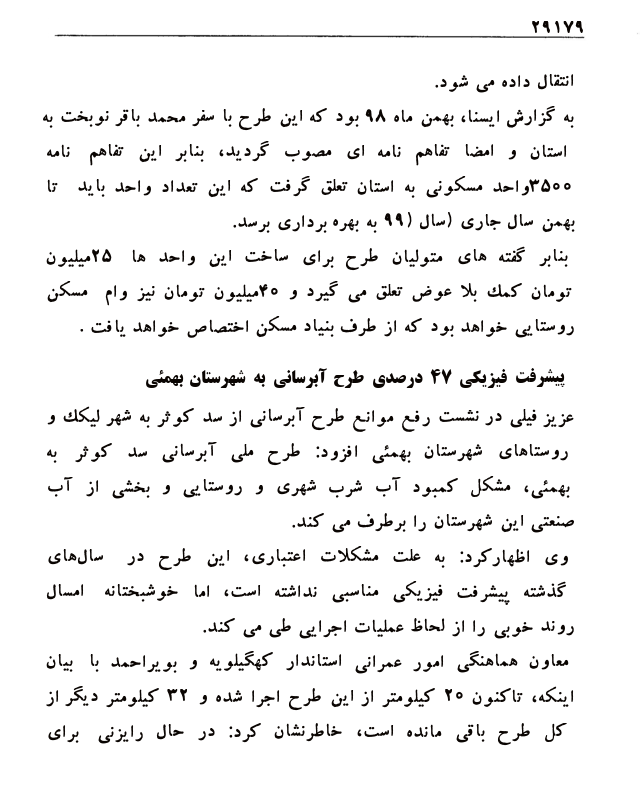 ۲۹۱۷۹
انتقال داده می شود.
به گزارش ایسنا، بهمن ماه ۹۸ بود که این طرح با سفر محمد باقر نوبخت به
استان و امضا تفاهم نامه ای مصوب گردید، بنابر این تفاهم نامه
۳۵۰۰واحد مسکونی به استان تعلق گرفت که این تعداد واحد باید تا
بهمن سال جاری (سال (۹۹ به بهره برداری برسد.
بنابر گفته های متولیان طرح برای ساخت این واحد ها ۲۵میلیون
تومان کمك بلا عوض تعلق می گیرد و ۴۰میلیون تومان نیز وام مسکن
روستایی خواهد بود که از طرف بنیاد مسکن اختصاص خواهد یافت .
پیشرفت فیزیکی ۴۷ درصدی طرح آبرسانی به شهرستان بهمئی
عزیز فیلی در نشست رفع موانع طرح آبرسانی از سد کوثر به شهر لیکك و
روستاهای شهرستان بهمئی افزود: طرح ملی آبرسانی سد کوثر به
بهمئی، مشکل کمبود آب شرب شهری و روستایی و بخشی از آب
صنعتی این شهرستان را برطرف می کند.
وی اظهارکرد: به علت مشکلات اعتباری، این طرح در سال‌های
گذشته پیشرفت فیزیکی مناسبی نداشته است، اما خوشبختانه امسال
روند خوبی را از لحاظ عملیات اجرایی طی می کند.
معاون هماهنگی امور عمرانی استاندار کهگیلویه و بویراحمد با بیان
اینکه، تاکنون ۲۰ کیلومتر از این طرح اجرا شده و ۳۲ کیلومتر دیگر از
کل طرح باقی مانده است، خاطرنشان کرد: در حال رایزنی برای